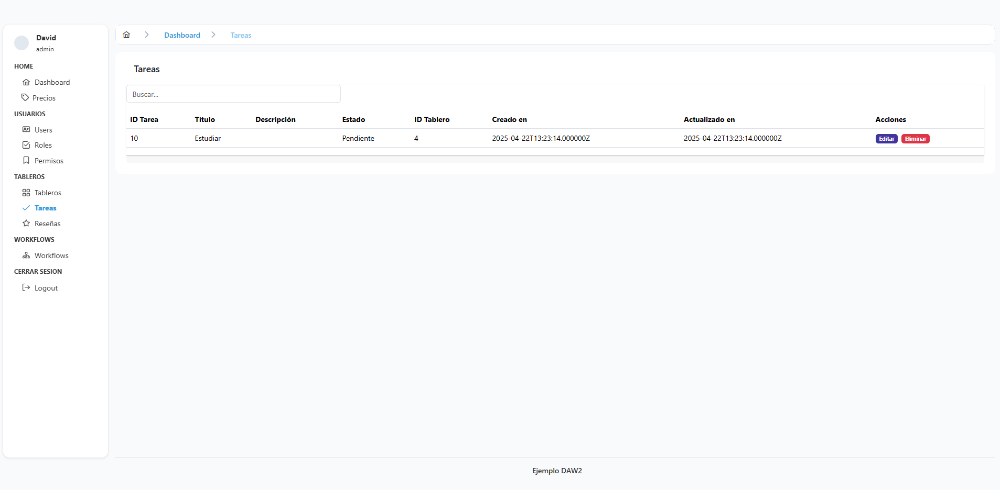 David
admin
HOME
Dashboard
Precios
USUARIOS
Users
Roles
Permisos
TABLEROS
Tableros
Tareas
Reseñas
WORKFLOWS
Workflows
CERRAR SESION
Logout
Dashboard Tareas
Tareas
Buscar...
ID Tarea Título Descripción Estado ID Tablero Creado en Actualizado en Acciones
10 Estudiar Pendiente 4 2025-04-22T13:23:14.000000Z 2025-04-22T13:23:14.000000Z Editar Eliminar
Ejemplo DAW2